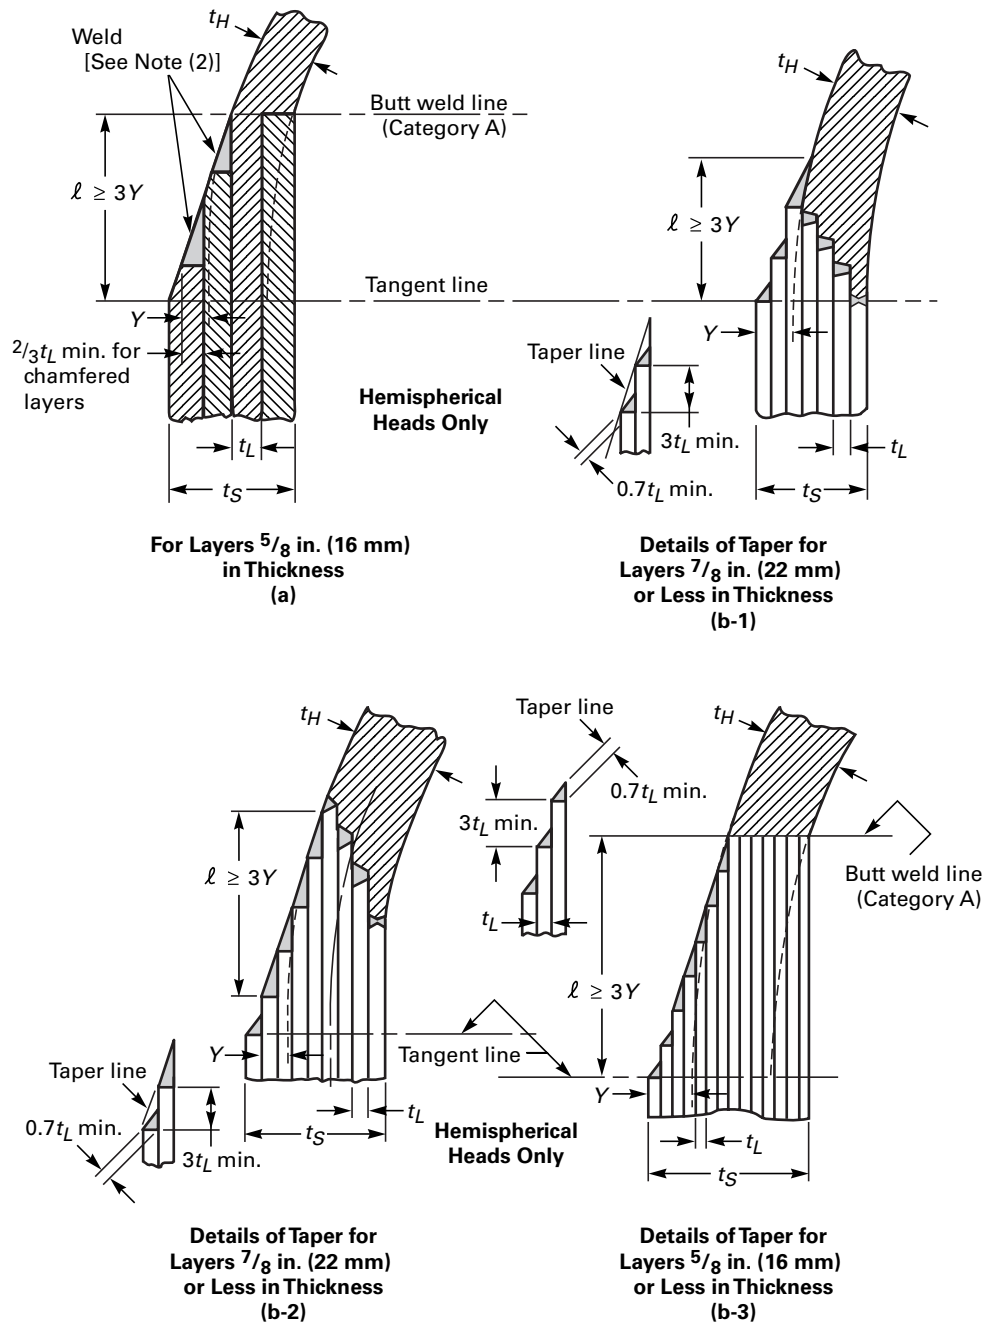 t_H
Weld
[See Note (2)]
Butt weld line
(Category A)
ℓ ≥ 3Y
Tangent line
Y
2/3t_L min. for
chamfered
layers
t_L
t_S
Hemispherical
Heads Only
For Layers 5/8 in. (16 mm)
in Thickness
(a)
t_H
ℓ ≥ 3Y
Y
Taper line
3t_L min.
0.7t_L min.
t_L
t_S
Details of Taper for
Layers 7/8 in. (22 mm)
or Less in Thickness
(b-1)
t_H
ℓ ≥ 3Y
Y
Tangent line
Taper line
0.7t_L min.
3t_L min.
t_L
t_S
Hemispherical
Heads Only
Details of Taper for
Layers 7/8 in. (22 mm)
or Less in Thickness
(b-2)
Taper line
0.7t_L min.
3t_L min.
t_L
t_H
Butt weld line
(Category A)
ℓ ≥ 3Y
Y
t_L
t_S
Details of Taper for
Layers 5/8 in. (16 mm)
or Less in Thickness
(b-3)